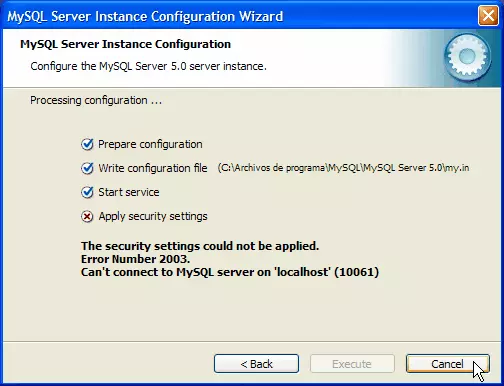 MySQL Server Instance Configuration Wizard
MySQL Server Instance Configuration
Configure the MySQL Server 5.0 server instance.
Processing configuration ...
Prepare configuration
Write configuration file (C:\Archivos de programa\MySQL\MySQL Server 5.0\my.in
Start service
Apply security settings
The security settings could not be applied.
Error Number 2003.
Can't connect to MySQL server on 'localhost' (10061)
< Back Execute Cancel